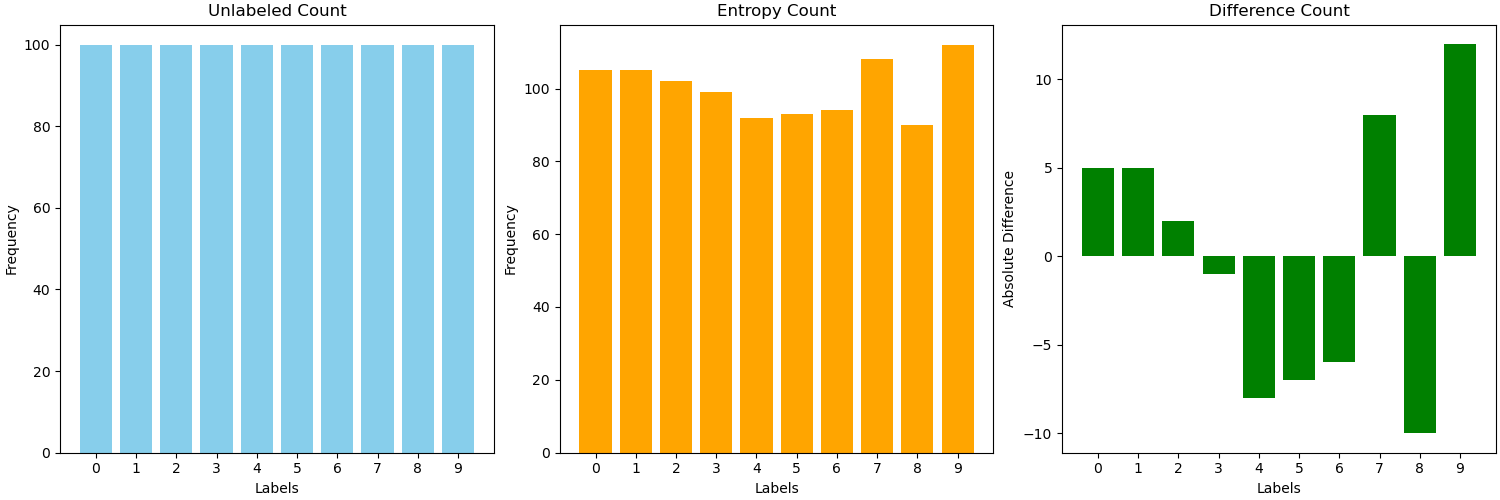 Unlabeled Count
Frequency
100
80
60
40
20
0
0 1 2 3 4 5 6 7 8 9
Labels
Entropy Count
Frequency
100
80
60
40
20
0
0 1 2 3 4 5 6 7 8 9
Labels
Difference Count
Absolute Difference
10
5
0
−5
−10
0 1 2 3 4 5 6 7 8 9
Labels